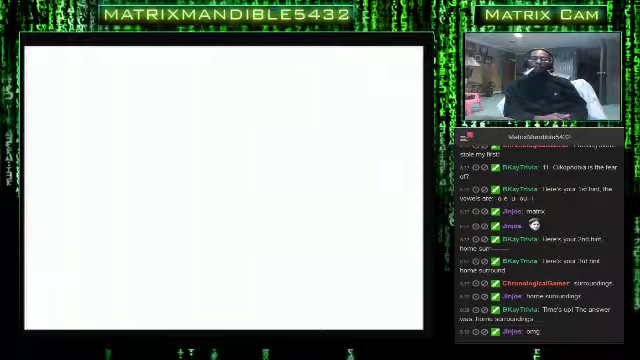 MATRIXMANDIBLE5432
MATRIX CAM
MatrixMandible5432
stole my first!
BKayTrivia: 11. Oikophobia is the fear
of?
BKayTrivia: Here's your 1st hint, the
vowels are:
Jinjos: matrix
Jinjos:
BKayTrivia: Here's your 2nd hint,
home surr
BKayTrivia: Here's your 3rd hint
home surround
ChronologicalGamer: surroundings
Jinjos: home surroundings
BKayTrivia: Time's up! The answer
was: home surroundings
Jinjos: omg